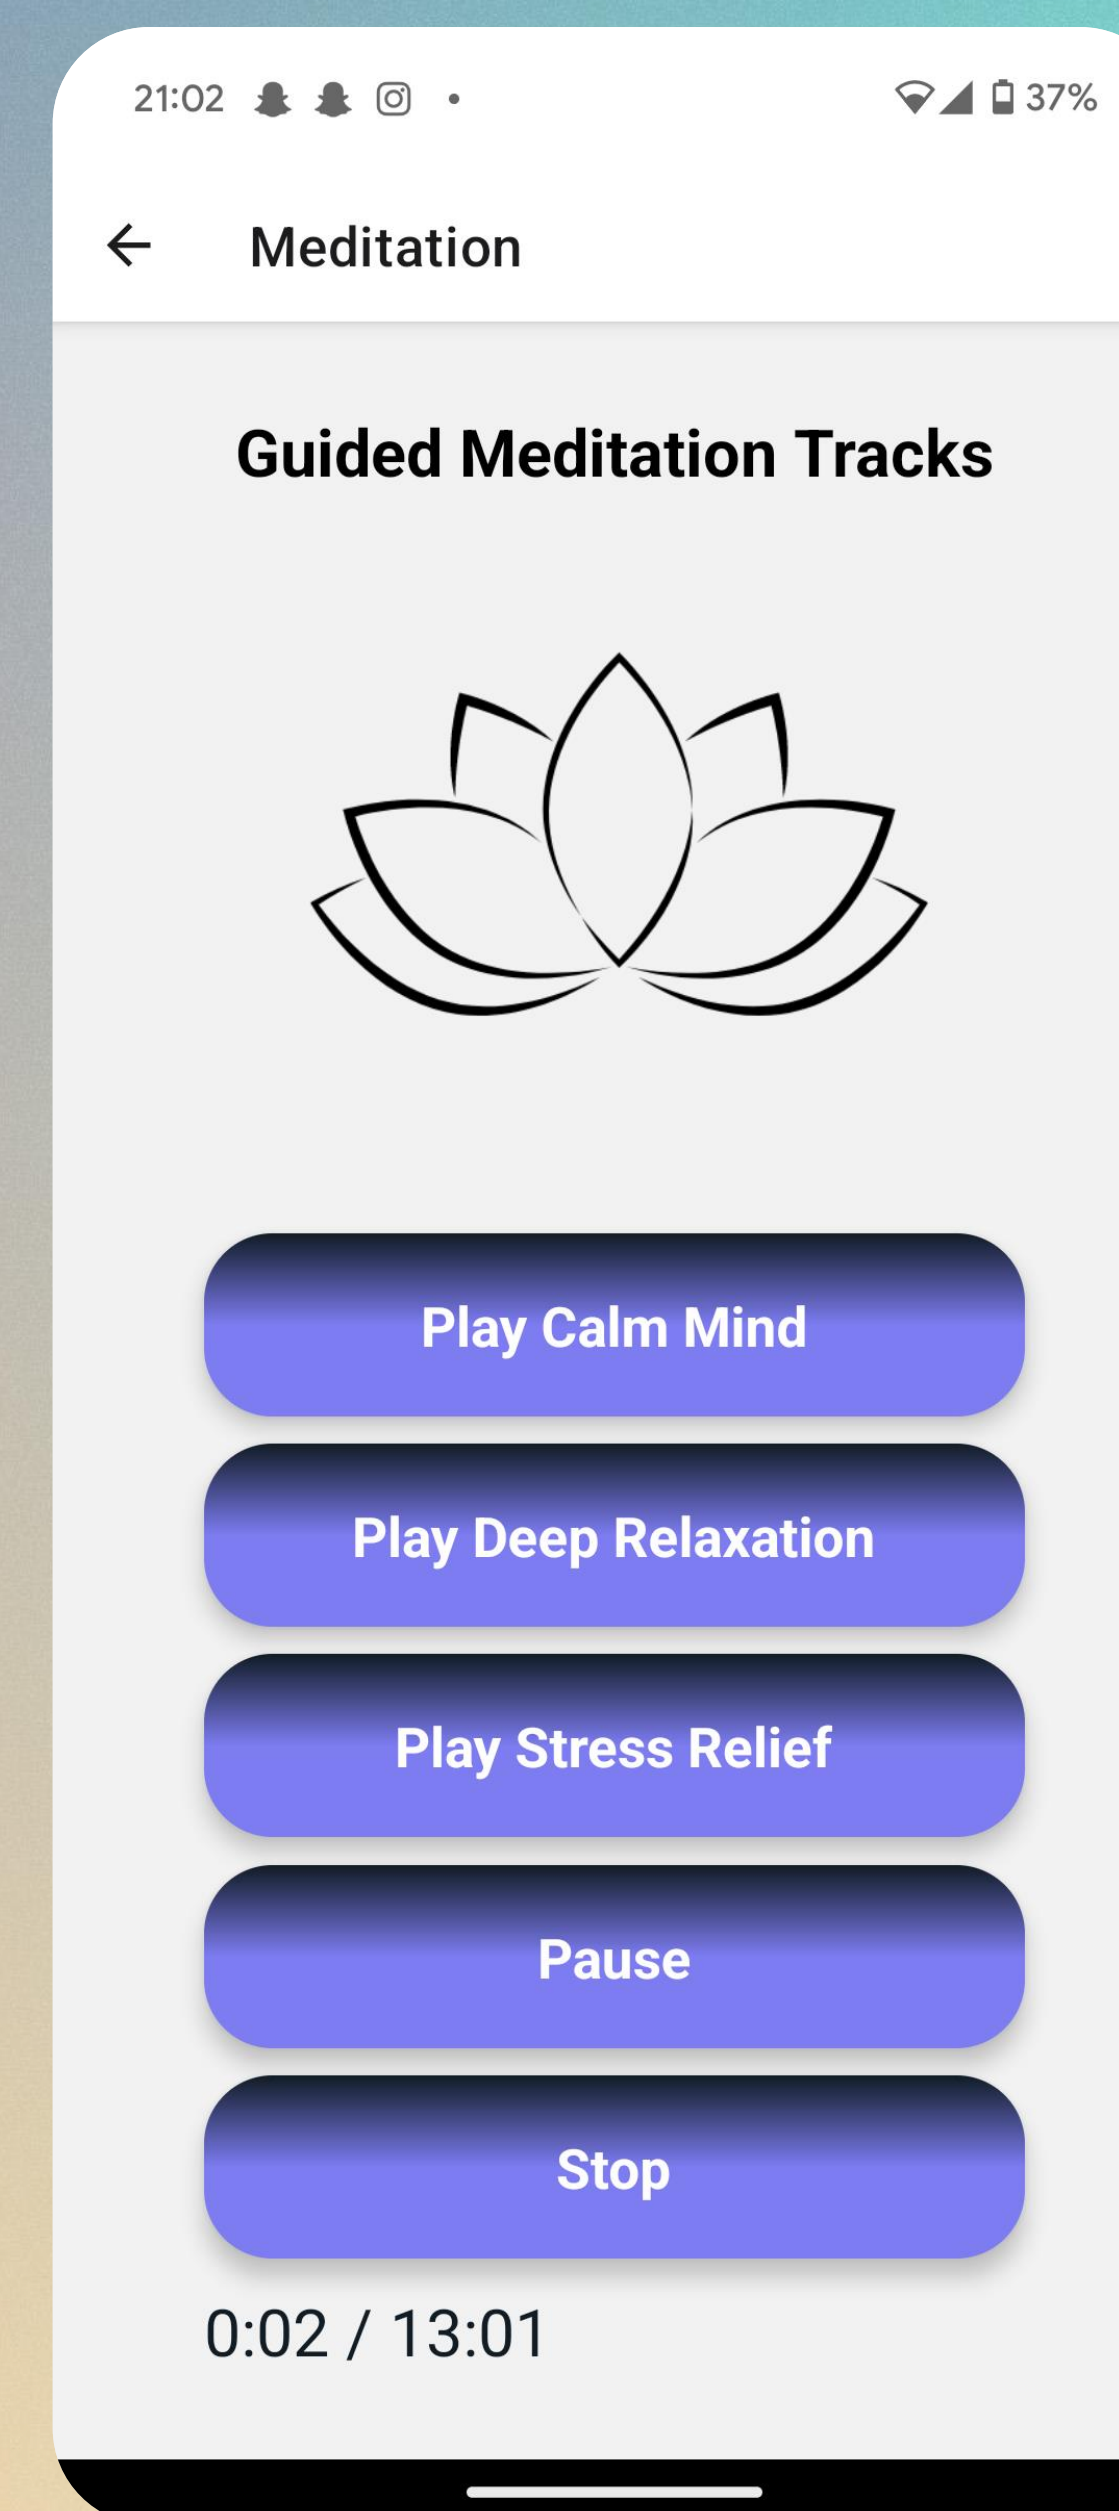 21:02 37%
Meditation
Guided Meditation Tracks
Play Calm Mind
Play Deep Relaxation
Play Stress Relief
Pause
Stop
0:02 / 13:01